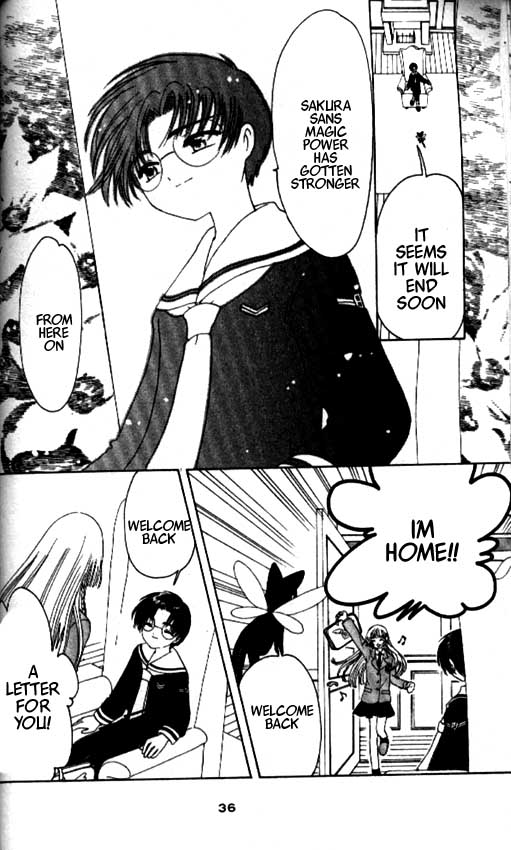 IT
SEEMS
IT WILL
END
SOON
SAKURA
SANS
MAGIC
POWER
HAS
GOTTEN
STRONGER
FROM
HERE
ON
I'M
HOME!!
WELCOME
BACK
WELCOME
BACK
A
LETTER
FOR
YOU!
36